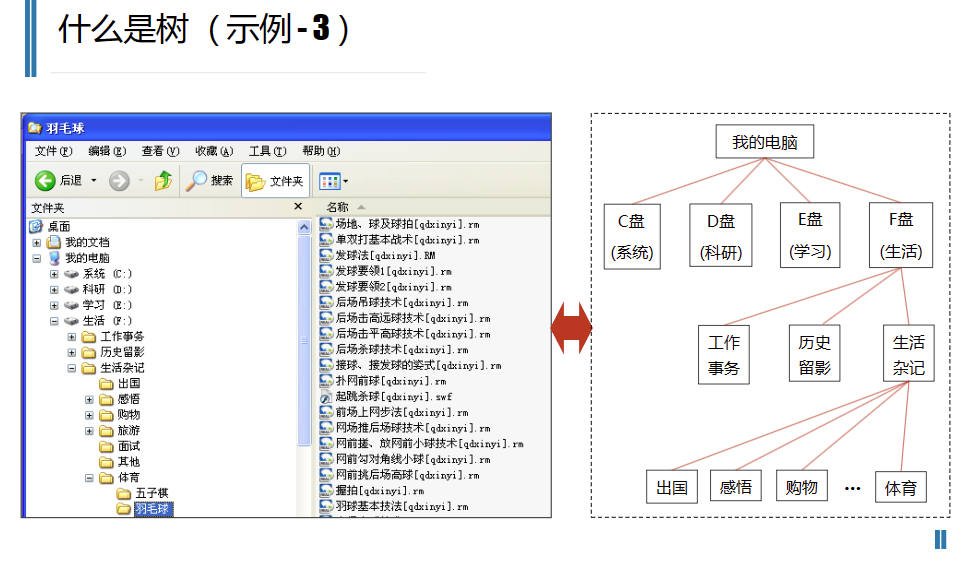 什么是树（示例-3）
羽毛球
文件(F) 编辑(E) 查看(V) 收藏(A) 工具(T) 帮助(H)
后退 搜索 文件夹
文件夹
桌面
我的文档
我的电脑
系统 (C:)
科研 (D:)
学习 (E:)
生活 (F:)
工作事务
历史留影
生活杂记
出国
感悟
购物
旅游
面试
其他
体育
五子棋
羽毛球
名称
场地、球及球拍[qdxinyi].rm
单双打基本战术[qdxinyi].rm
发球法[qdxinyi].RM
发球要领1[qdxinyi].rm
发球要领2[qdxinyi].rm
后场吊球技术[qdxinyi].rm
后场击高远球技术[qdxinyi].rm
后场击平高球技术[qdxinyi].rm
后场杀球技术[qdxinyi].rm
接球、接发球的姿式[qdxinyi].rm
扑网前球[qdxinyi].rm
起跳杀球[qdxinyi].swf
前场上网步法[qdxinyi].rm
网场推后场球技术[qdxinyi].rm
网前搓、放网前小球技术[qdxinyi].rm
网前勾对角线小球[qdxinyi].rm
网前挑后场高球[qdxinyi].rm
握拍[qdxinyi].rm
羽球基本技法[qdxinyi].rm
我的电脑
C盘
(系统)
D盘
(科研)
E盘
(学习)
F盘
(生活)
工作
事务
历史
留影
生活
杂记
出国
感悟
购物
...
体育